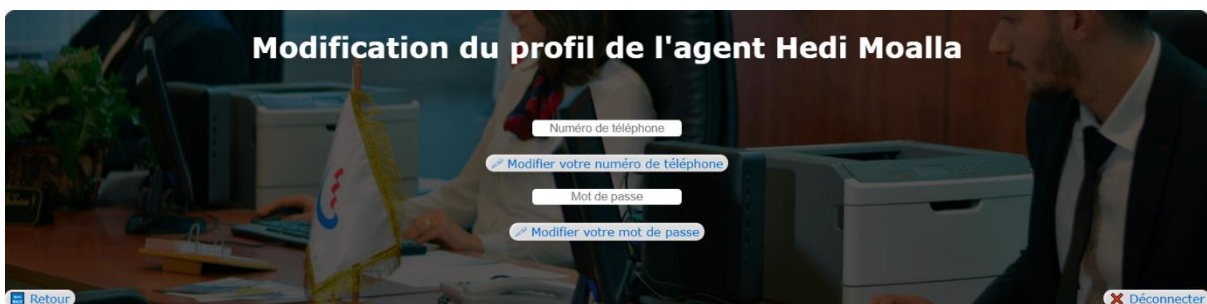 Modification du profil de l'agent Hedi Moalla
Numéro de téléphone
Modifier votre numéro de téléphone
Mot de passe
Modifier votre mot de passe
Retour
Déconnecter